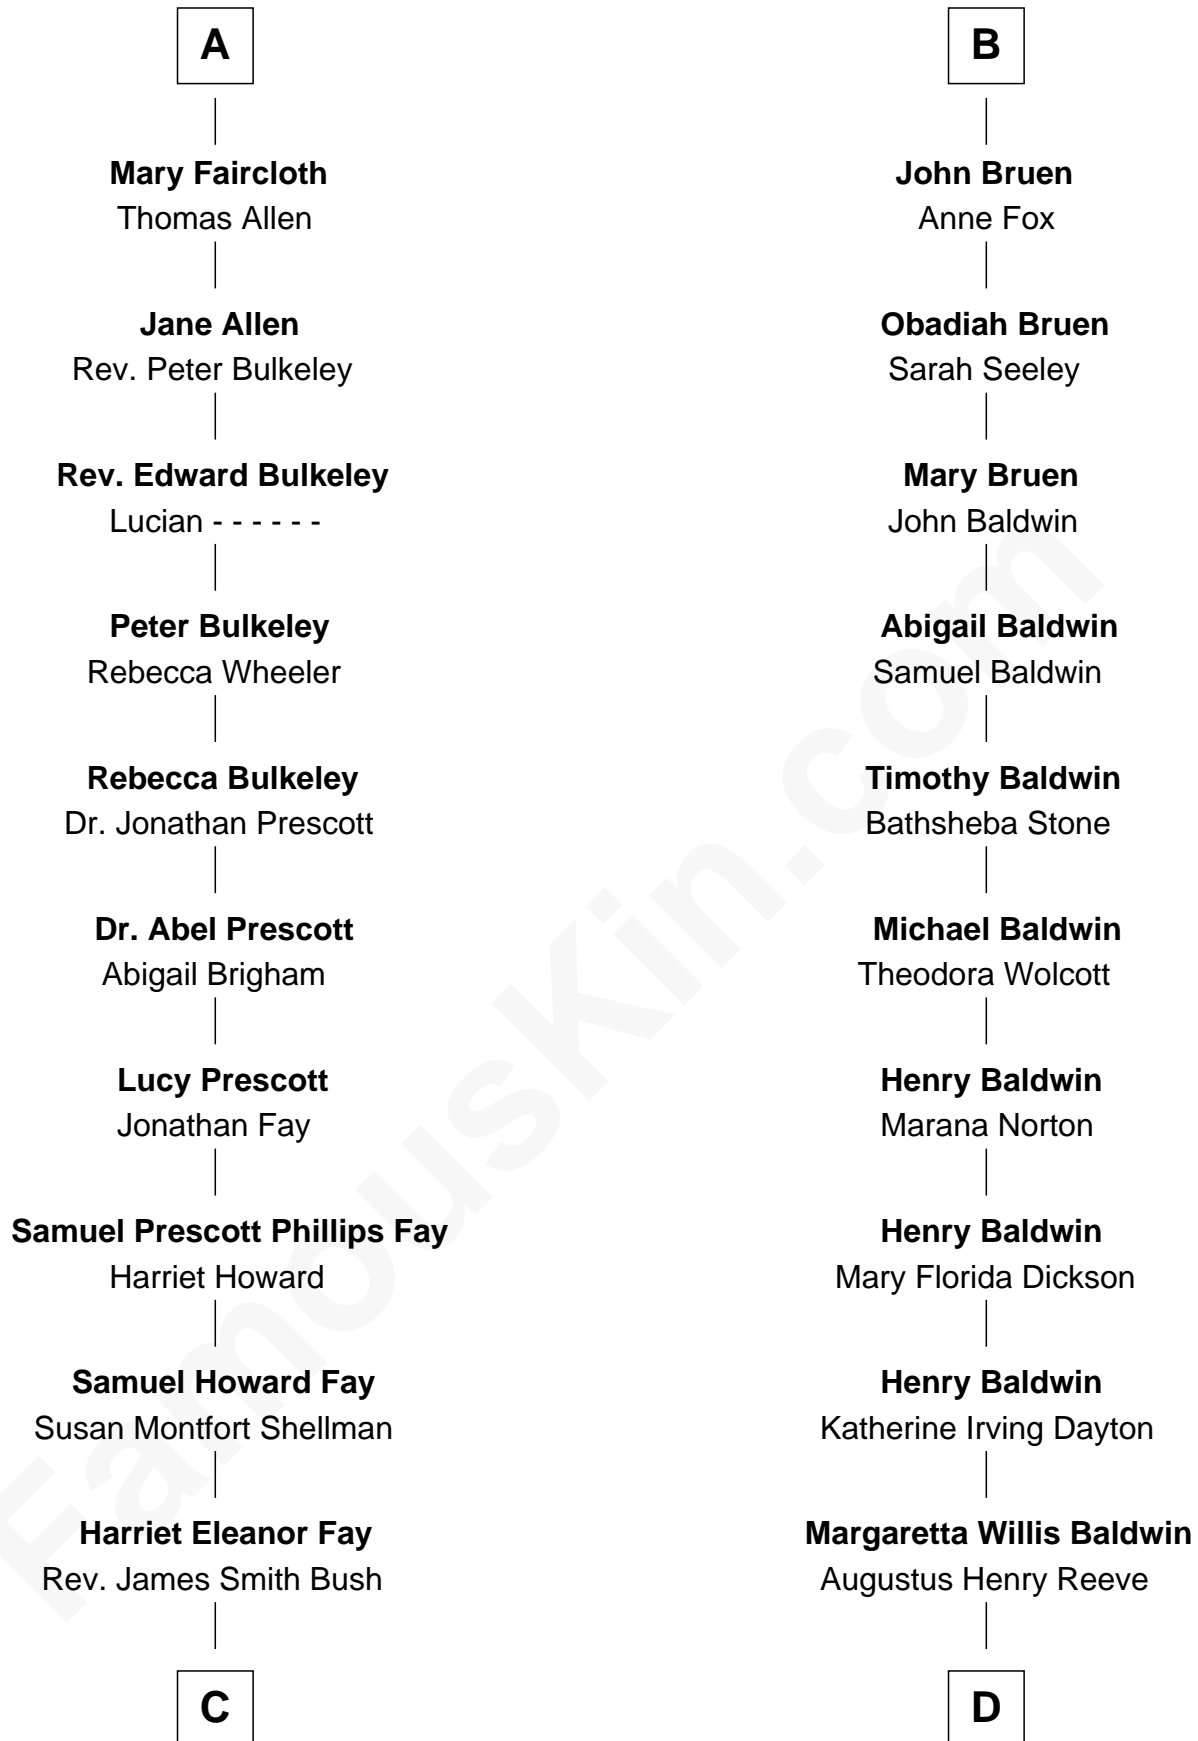 A
Mary Faircloth
Thomas Allen
Jane Allen
Rev. Peter Bulkeley
Rev. Edward Bulkeley
Lucian - - - - - -
Peter Bulkeley
Rebecca Wheeler
Rebecca Bulkeley
Dr. Jonathan Prescott
Dr. Abel Prescott
Abigail Brigham
Lucy Prescott
Jonathan Fay
Samuel Prescott Phillips Fay
Harriet Howard
Samuel Howard Fay
Susan Montfort Shellman
Harriet Eleanor Fay
Rev. James Smith Bush
C
B
John Bruen
Anne Fox
Obadiah Bruen
Sarah Seeley
Mary Bruen
John Baldwin
Abigail Baldwin
Samuel Baldwin
Timothy Baldwin
Bathsheba Stone
Michael Baldwin
Theodora Wolcott
Henry Baldwin
Marana Norton
Henry Baldwin
Mary Florida Dickson
Henry Baldwin
Katherine Irving Dayton
Margaretta Willis Baldwin
Augustus Henry Reeve
D
FamousKin.com